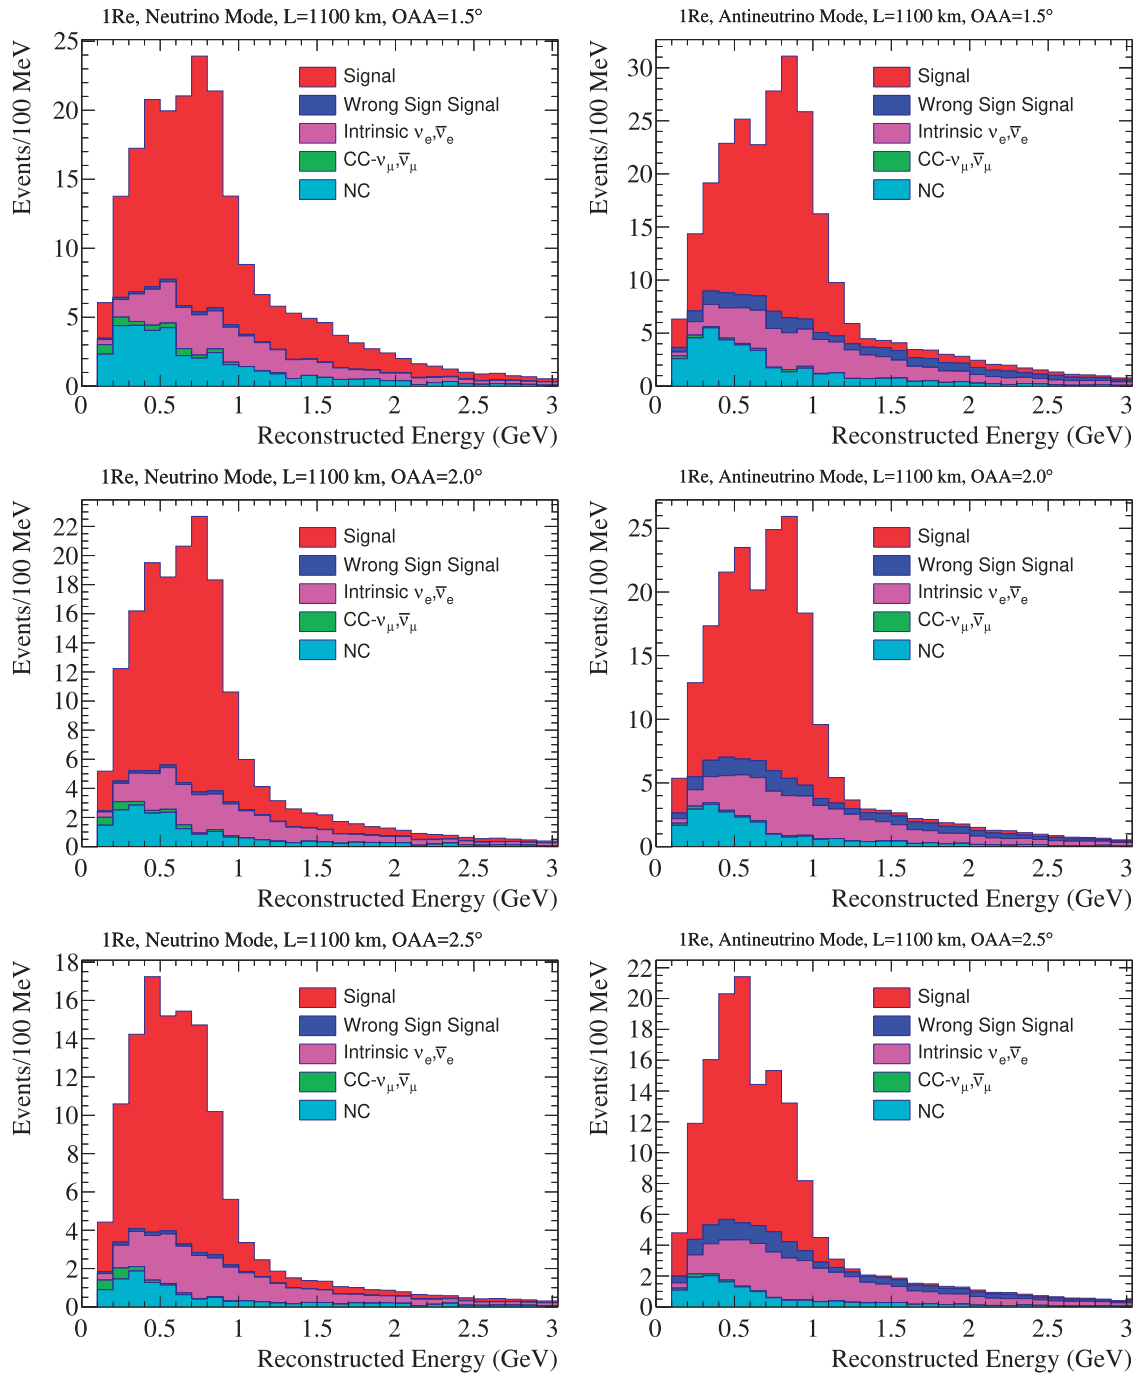 1Re, Neutrino Mode, L=1100 km, OAA=1.5°
Events/100 MeV
25
20
15
10
5
0
Signal
Wrong Sign Signal
Intrinsic νe,ν̅e
CC-νμ,ν̅μ
NC
0 0.5 1 1.5 2 2.5 3
Reconstructed Energy (GeV)
1Re, Antineutrino Mode, L=1100 km, OAA=1.5°
Events/100 MeV
30
25
20
15
10
5
0
Signal
Wrong Sign Signal
Intrinsic νe,ν̅e
CC-νμ,ν̅μ
NC
0 0.5 1 1.5 2 2.5 3
Reconstructed Energy (GeV)
1Re, Neutrino Mode, L=1100 km, OAA=2.0°
Events/100 MeV
22
20
18
16
14
12
10
8
6
4
2
0
Signal
Wrong Sign Signal
Intrinsic νe,ν̅e
CC-νμ,ν̅μ
NC
0 0.5 1 1.5 2 2.5 3
Reconstructed Energy (GeV)
1Re, Antineutrino Mode, L=1100 km, OAA=2.0°
Events/100 MeV
25
20
15
10
5
0
Signal
Wrong Sign Signal
Intrinsic νe,ν̅e
CC-νμ,ν̅μ
NC
0 0.5 1 1.5 2 2.5 3
Reconstructed Energy (GeV)
1Re, Neutrino Mode, L=1100 km, OAA=2.5°
Events/100 MeV
18
16
14
12
10
8
6
4
2
0
Signal
Wrong Sign Signal
Intrinsic νe,ν̅e
CC-νμ,ν̅μ
NC
0 0.5 1 1.5 2 2.5 3
Reconstructed Energy (GeV)
1Re, Antineutrino Mode, L=1100 km, OAA=2.5°
Events/100 MeV
22
20
18
16
14
12
10
8
6
4
2
0
Signal
Wrong Sign Signal
Intrinsic νe,ν̅e
CC-νμ,ν̅μ
NC
0 0.5 1 1.5 2 2.5 3
Reconstructed Energy (GeV)